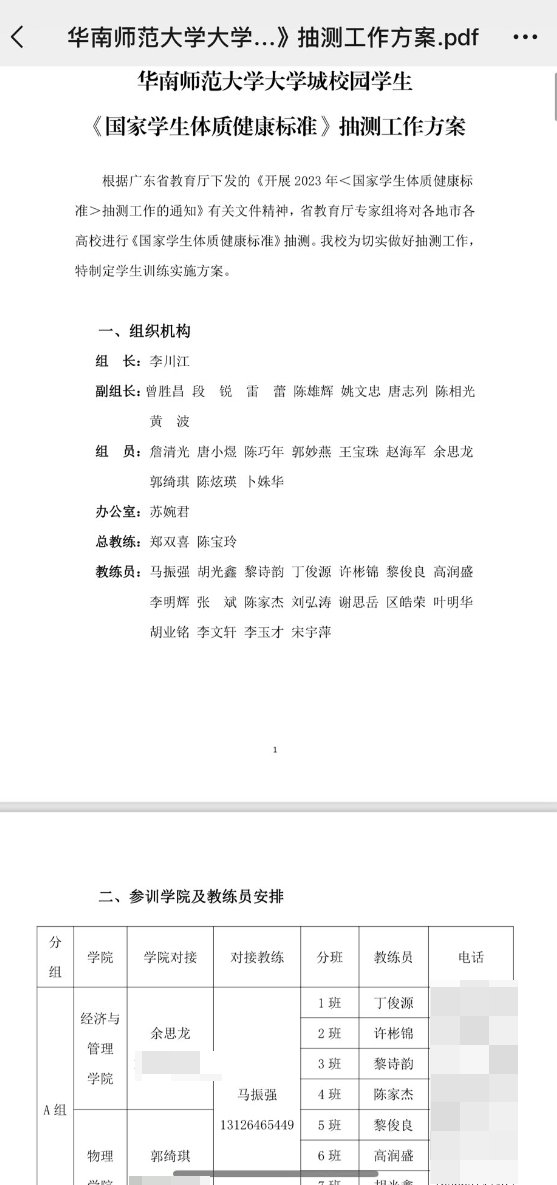 华南师范大学大学...》抽测工作方案.pdf
华南师范大学大学城校园学生
《国家学生体质健康标准》抽测工作方案
根据广东省教育厅下发的《开展 2023 年＜国家学生体质健康标
准＞抽测工作的通知》有关文件精神，省教育厅专家组将对各地市各
高校进行《国家学生体质健康标准》抽测。我校为切实做好抽测工作，
特制定学生训练实施方案。
一、组织机构
组 长：李川江
副组长：曾胜昌 段 锐 雷 蕾 陈雄辉 姚文忠 唐志列 陈相光
黄 波
组 员：詹清光 唐小煜 陈巧年 郭妙燕 王宝珠 赵海军 余思龙
郭绮琪 陈炫瑛 卜姝华
办公室：苏婉君
总教练：郑双喜 陈宝玲
教练员：马振强 胡光鑫 黎诗韵 丁俊源 许彬锦 黎俊良 高润盛
李明辉 张 斌 陈家杰 刘弘涛 谢思岳 区皓荣 叶明华
胡业铭 李文轩 李玉才 宋宇萍
1
二、参训学院及教练员安排
分组 学院 学院对接 对接教练 分班 教练员 电话
A 组
经济与
管理
学院
余思龙
马振强
13126465449
1 班 丁俊源
2 班 许彬锦
3 班 黎诗韵
4 班 陈家杰
5 班 黎俊良
物理
学院
郭绮琪
6 班 高润盛
7 班 胡光鑫